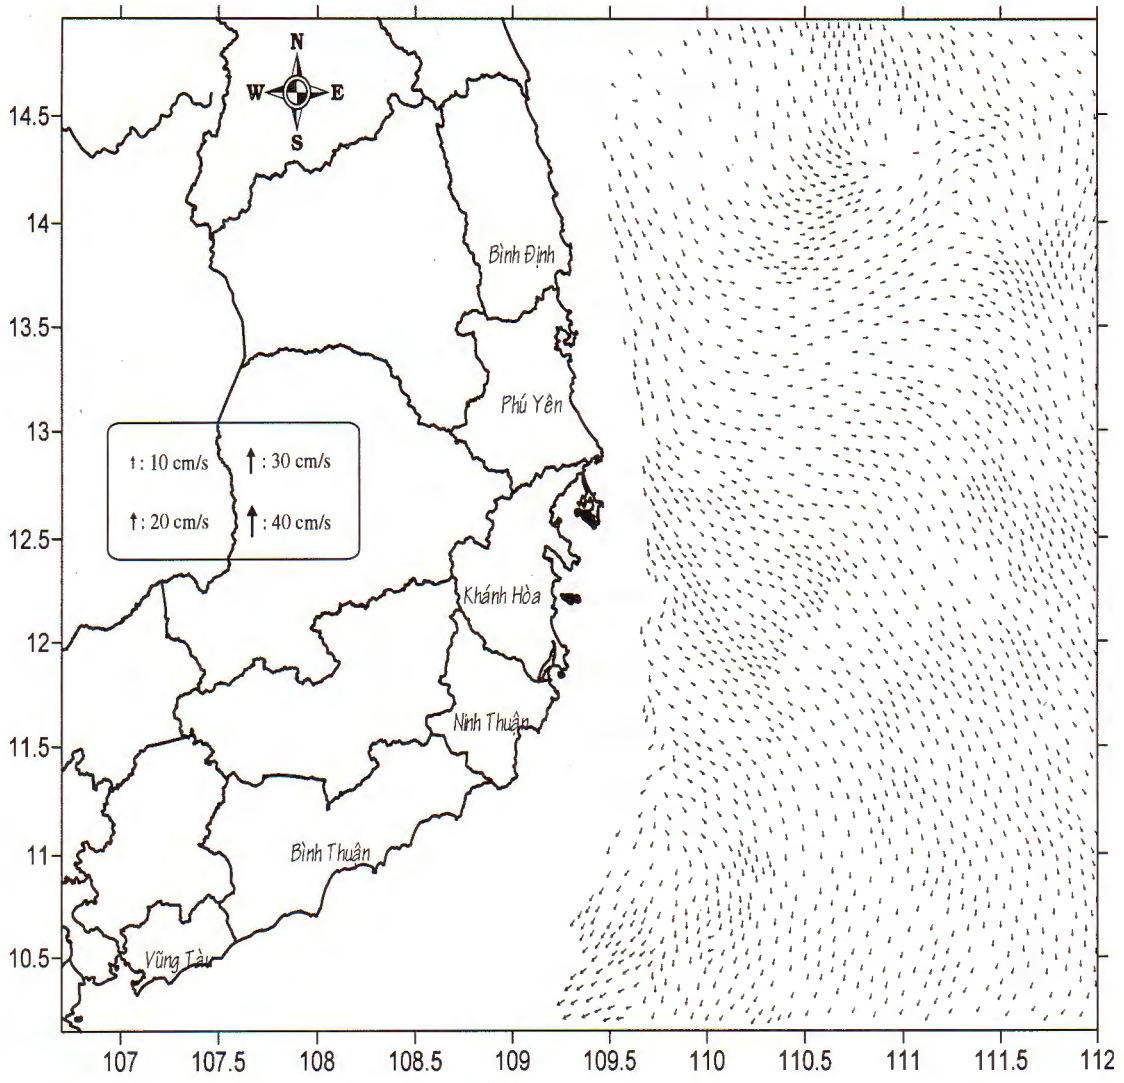 N
W E
S
14.5
14
Bình Định
13.5
Phú Yên
13
↑: 10 cm/s ↑: 30 cm/s
↑: 20 cm/s ↑: 40 cm/s
12.5
Khánh Hòa
12
Ninh Thuận
11.5
11
Bình Thuận
10.5
Vũng Tàu
107 107.5 108 108.5 109 109.5 110 110.5 111 111.5 112